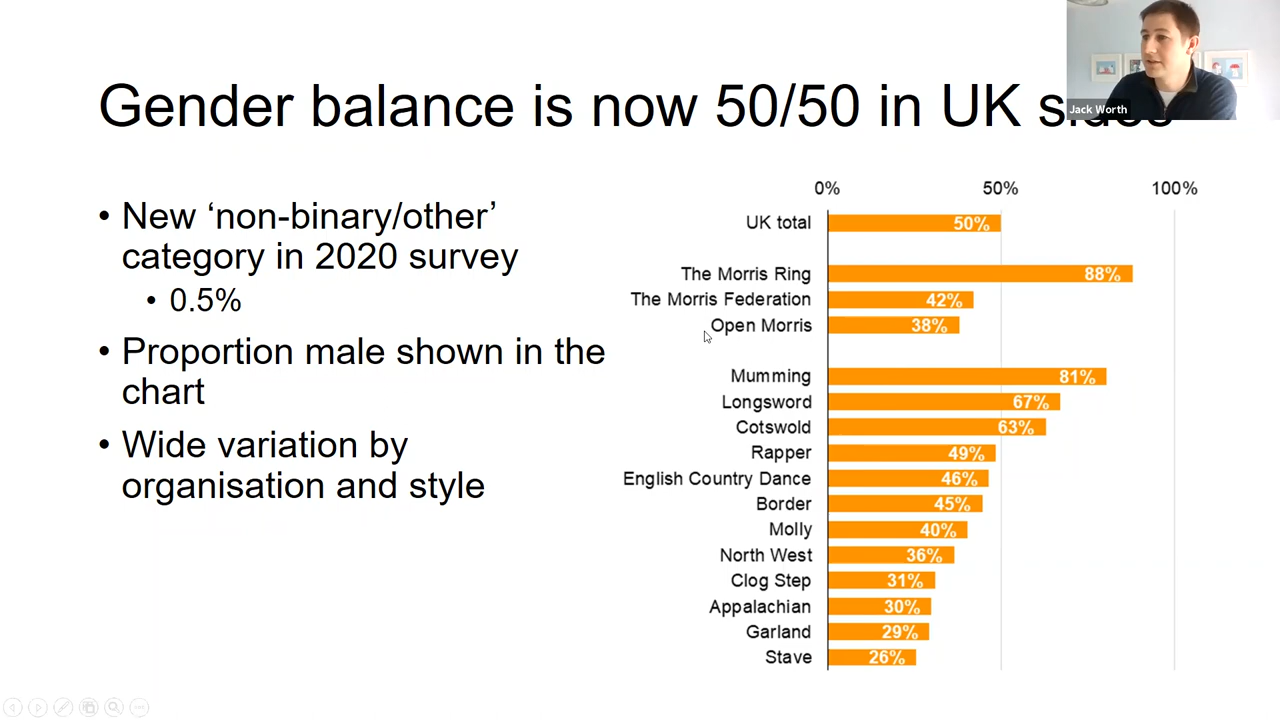 Gender balance is now 50/50 in UK
Jack Worth
• New ‘non-binary/other’
category in 2020 survey
• 0.5%
• Proportion male shown in the
chart
• Wide variation by
organisation and style
0% 50% 100%
UK total 50%
The Morris Ring 88%
The Morris Federation 42%
Open Morris 38%
Mumming 81%
Longsword 67%
Cotswold 63%
Rapper 49%
English Country Dance 46%
Border 45%
Molly 40%
North West 36%
Clog Step 31%
Appalachian 30%
Garland 29%
Stave 26%